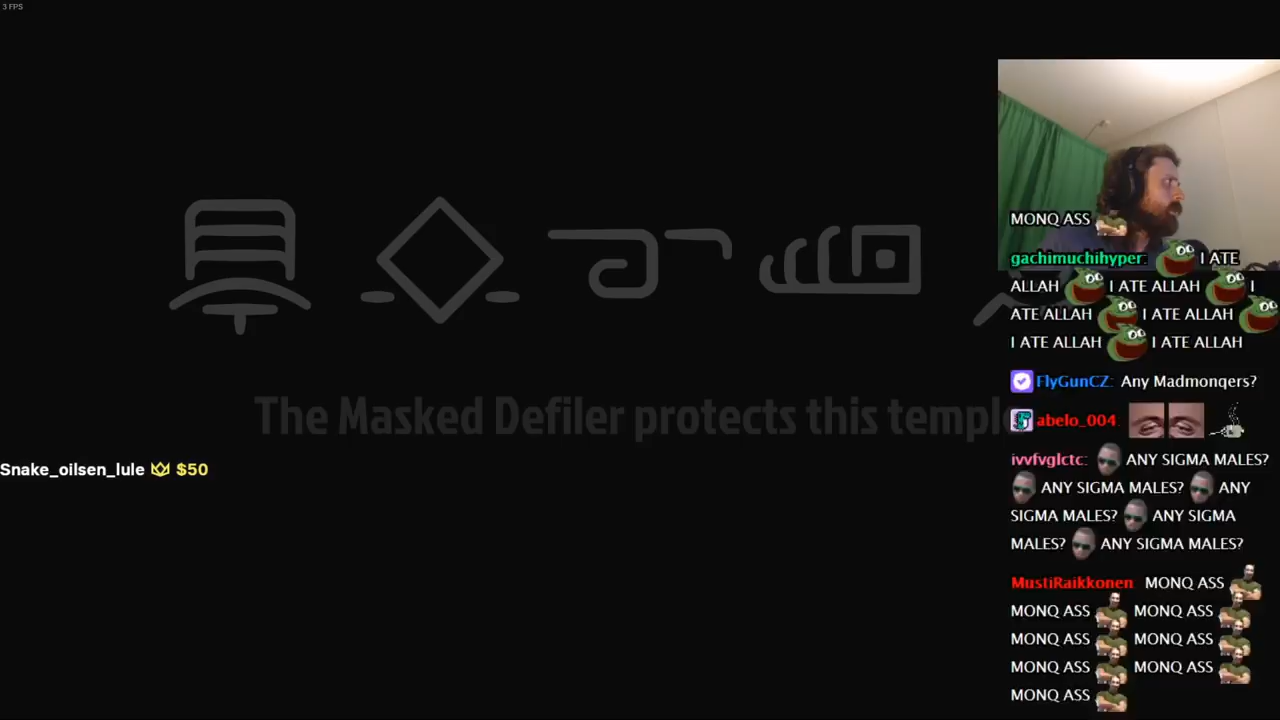 3 FPS
The Masked Defiler protects this temple
Snake_oilsen_lule $50
MONQ ASS
gachimuchihyper: I ATE
ALLAH I ATE ALLAH I
ATE ALLAH I ATE ALLAH
I ATE ALLAH I ATE ALLAH
FlyGunCZ: Any Madmonqers?
abelo_004:
ivvfvglctc: ANY SIGMA MALES?
ANY SIGMA MALES? ANY
SIGMA MALES? ANY SIGMA
MALES? ANY SIGMA MALES?
MustiRaikkonen: MONQ ASS
MONQ ASS MONQ ASS
MONQ ASS MONQ ASS
MONQ ASS MONQ ASS
MONQ ASS